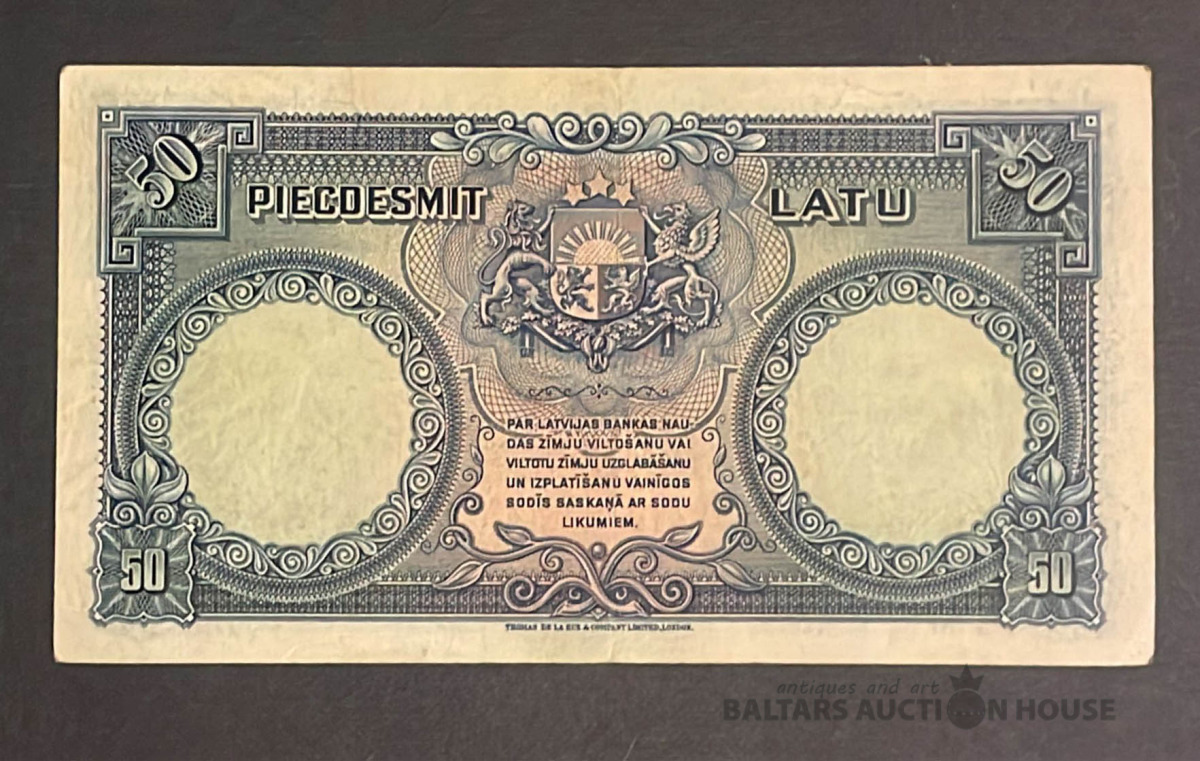 50
50
PIECDESMIT LATU
PAR LATVIJAS BANKAS NAU-
DAS ZĪMJU VILTOŠANU VAI
VILTOTU ZĪMJU UZGLABĀŠANU
UN IZPLATĪŠANU VAINĪGOS
SODĪS SASKAŅĀ AR SODU
LIKUMIEM.
50
50
THOMAS DE LA RUE & COMPANY LIMITED, LONDON.
antiques and art
BALTARS AUCTION HOUSE